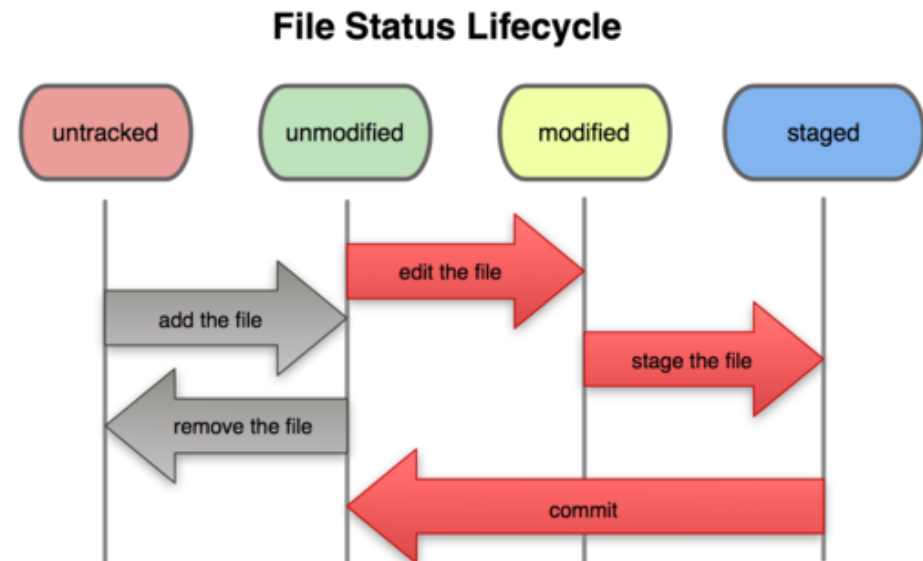 File Status Lifecycle
untracked
unmodified
modified
staged
edit the file
add the file
stage the file
remove the file
commit